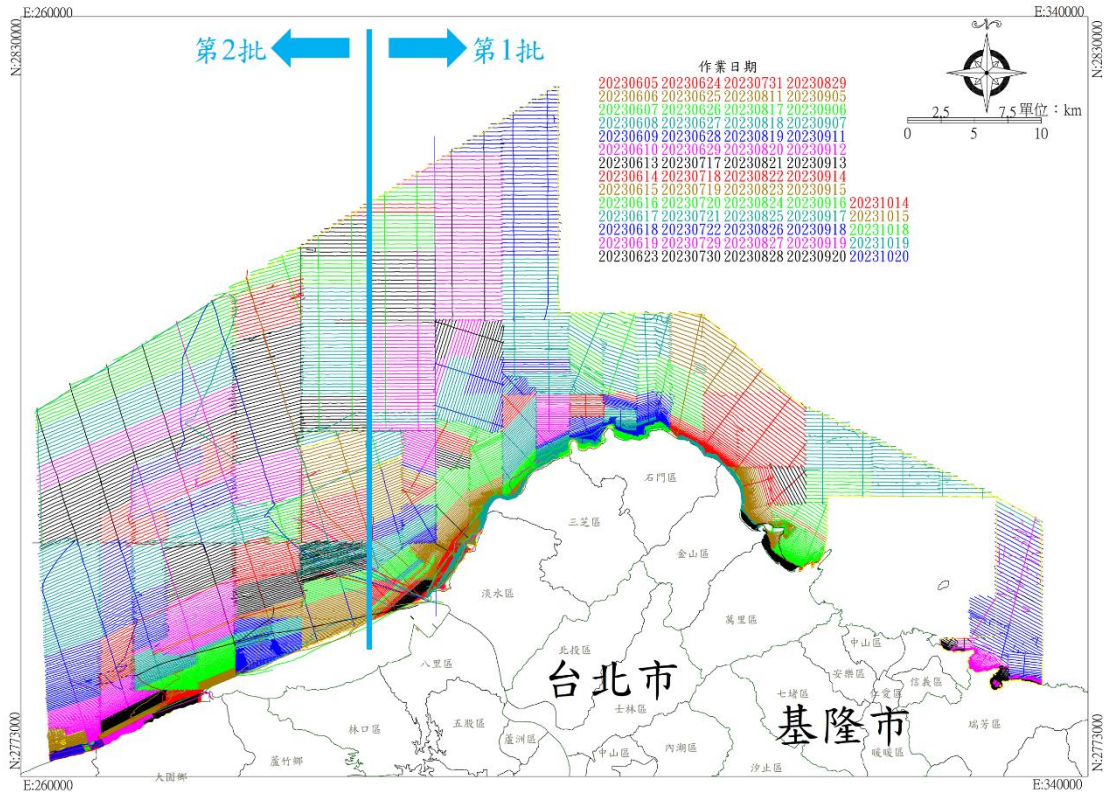 E:260000
E:340000
N:2830000
N:2830000
第2批
第1批
作業日期
20230605 20230624 20230731 20230829
20230606 20230625 20230811 20230905
20230607 20230626 20230817 20230906
20230608 20230627 20230818 20230907
20230609 20230628 20230819 20230911
20230610 20230629 20230820 20230912
20230613 20230717 20230821 20230913
20230614 20230718 20230822 20230914
20230615 20230719 20230823 20230915
20230616 20230720 20230824 20230916 20231014
20230617 20230721 20230825 20230917 20231015
20230618 20230722 20230826 20230918 20231018
20230619 20230729 20230827 20230919 20231019
20230623 20230730 20230828 20230920 20231020
N
2.5
7.5
單位：km
0
5
10
石門區
三芝區
金山區
淡水區
萬里區
北投區
八里區
台北市
中山區
安樂區
七堵區
仁愛區
信義區
士林區
基隆市
瑞芳區
林口區
五股區
蘆洲區
中山區
內湖區
汐止區
暖暖區
蘆竹鄉
大園鄉
N:2773000
N:2773000
E:260000
E:340000